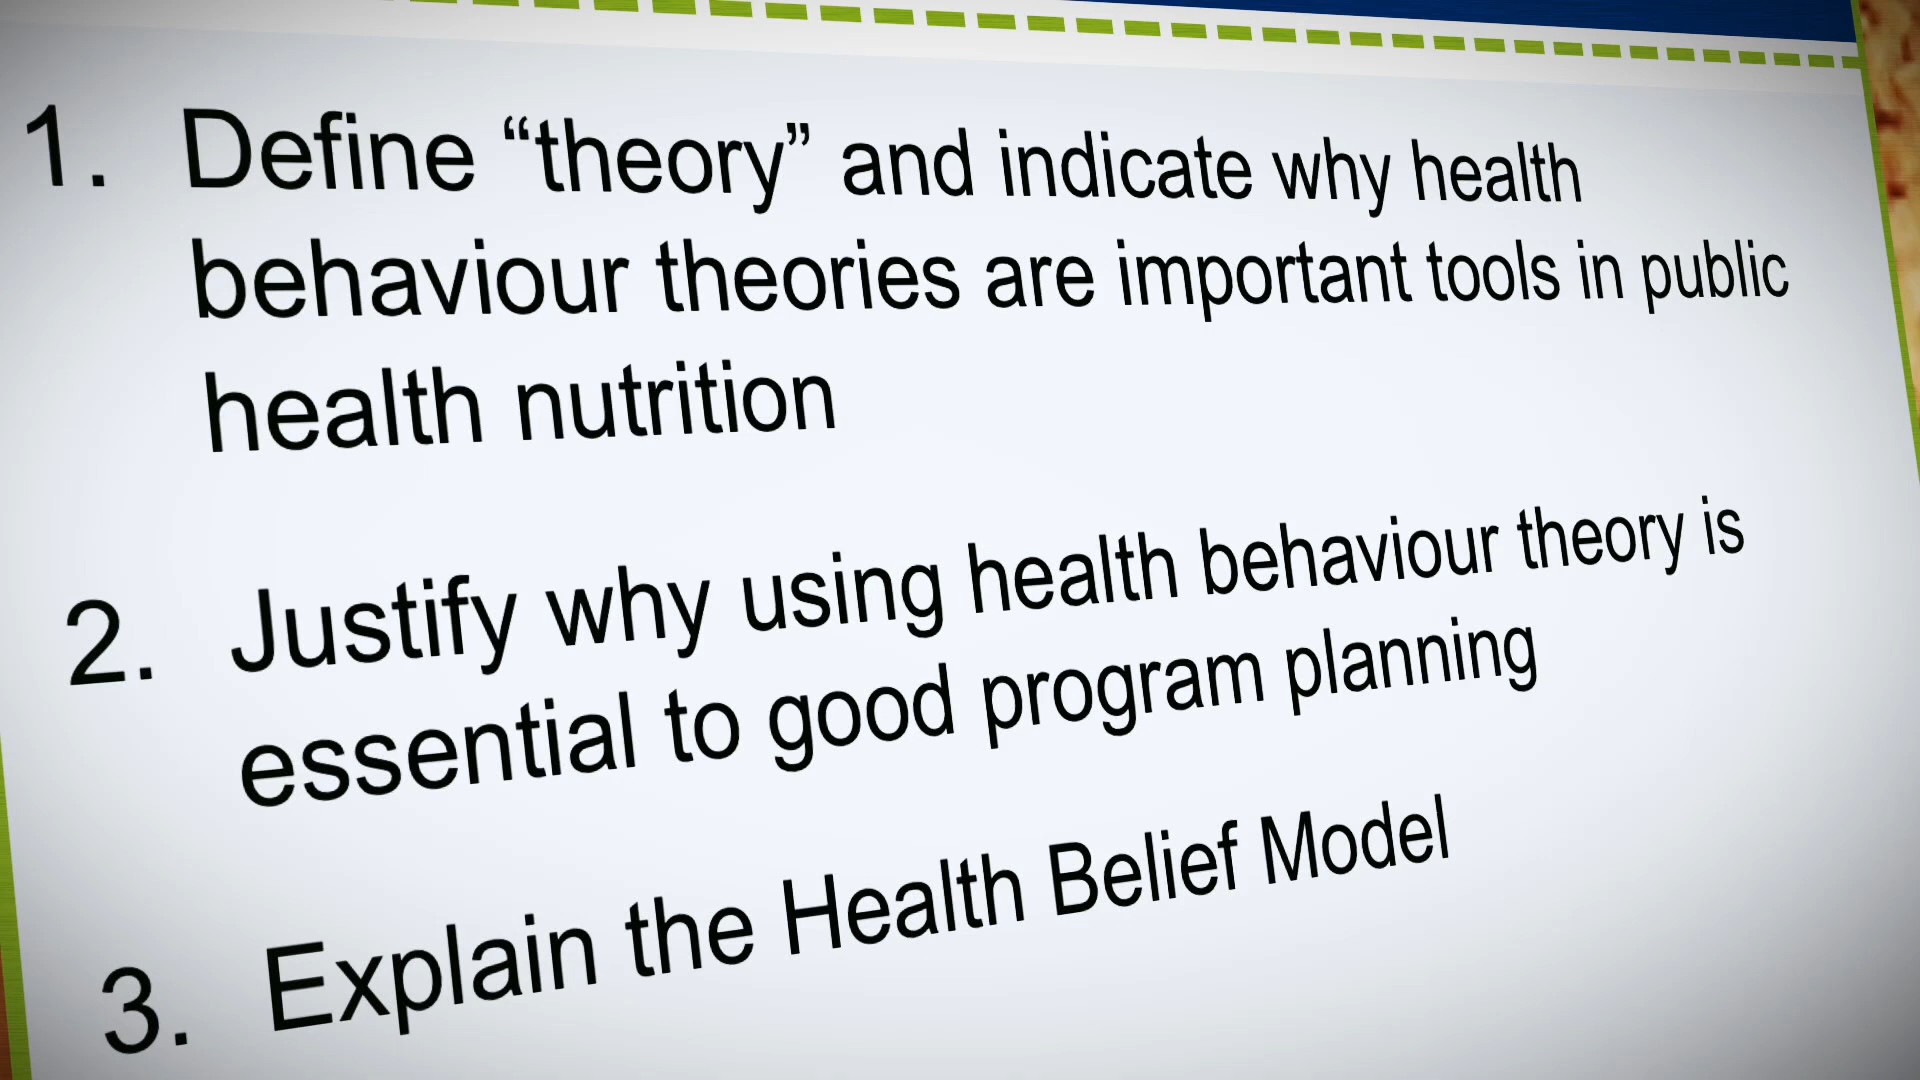 1. Define “theory” and indicate why health
behaviour theories are important tools in public
health nutrition
2. Justify why using health behaviour theory is
essential to good program planning
3. Explain the Health Belief Model